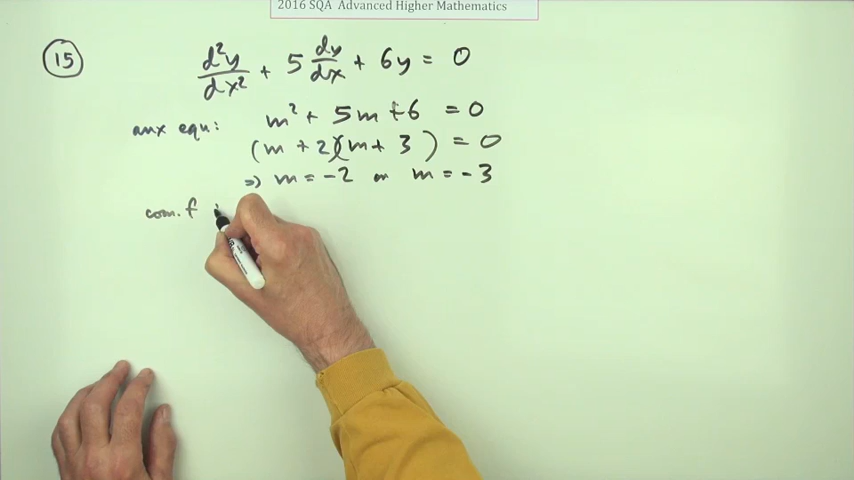 2016 SQA Advanced Higher Mathematics
15
d²y/dx² + 5 dy/dx + 6y = 0
aux equ: m² + 5m + 6 = 0
(m + 2)(m + 3) = 0
⇒ m = -2 or m = -3
com. f :